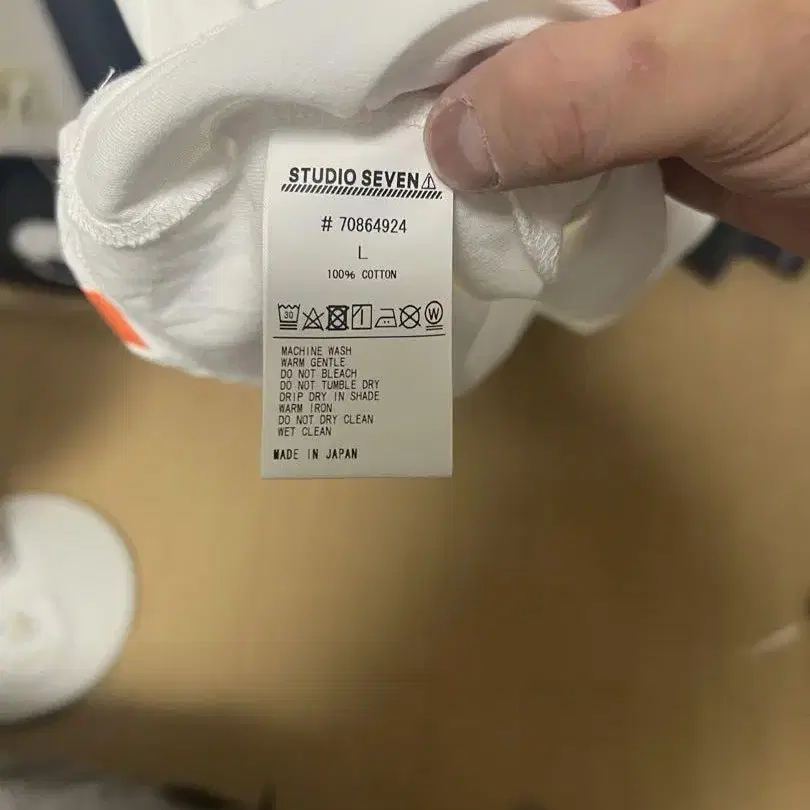 STUDIO SEVEN
# 70864924
L
100% COTTON
30 W
MACHINE WASH
WARM GENTLE
DO NOT BLEACH
DO NOT TUMBLE DRY
DRIP DRY IN SHADE
WARM IRON
DO NOT DRY CLEAN
WET CLEAN
MADE IN JAPAN